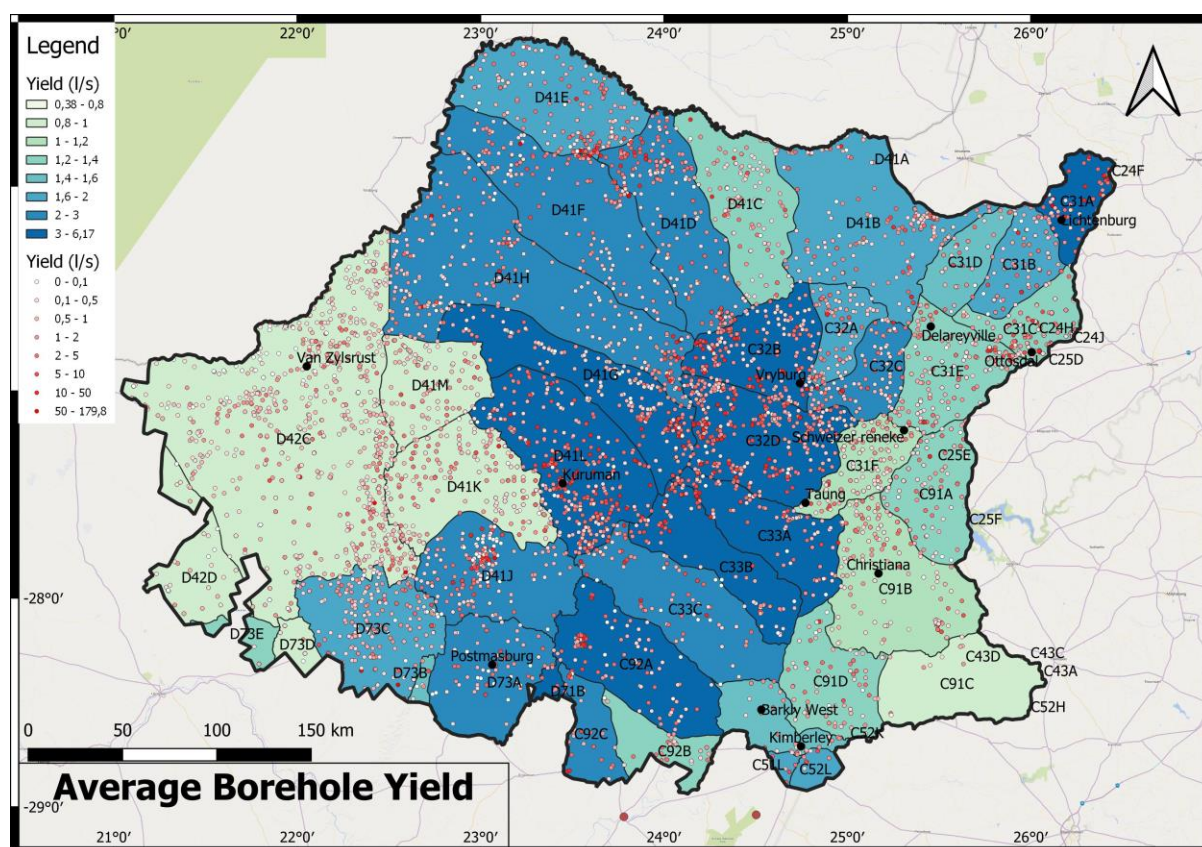 Legend
Yield (l/s)
0,38 - 0,8
0,8 - 1
1 - 1,2
1,2 - 1,4
1,4 - 1,6
1,6 - 2
2 - 3
3 - 6,17
Yield (l/s)
0 - 0,1
0,1 - 0,5
0,5 - 1
1 - 2
2 - 5
5 - 10
10 - 50
50 - 179,8
22°0' 23°0' 24°0' 25°0' 26°0'
D41E
D41A
C24F
D41C
C31A
D41F
D41D
D41B
Lichtenburg
C31D
C31B
D41H
C32A
C31C
C24H
Delareyville
C24J
C32B
Ottosdal
C25D
Van Zylsrust
D41G
C32C
C31E
D41M
Vryburg
D42C
C32D
Schweizer reneke
C25E
D41L
C31F
Kuruman
D41K
C91A
Taung
C25F
C33A
D41J
C33B
Christiana
D42D
C91B
-28°0'
C33C
D73E
D73C
D73D
C43D
C43C
Postmasburg
C92A
C43A
D73B
D73A
D71B
C91D
C91C
C52H
Barkly West
C92C
C92B
Kimberley
C51L
C52L
0 50 100 150 km
Average Borehole Yield
-29°0'
21°0' 22°0' 23°0' 24°0' 25°0' 26°0'